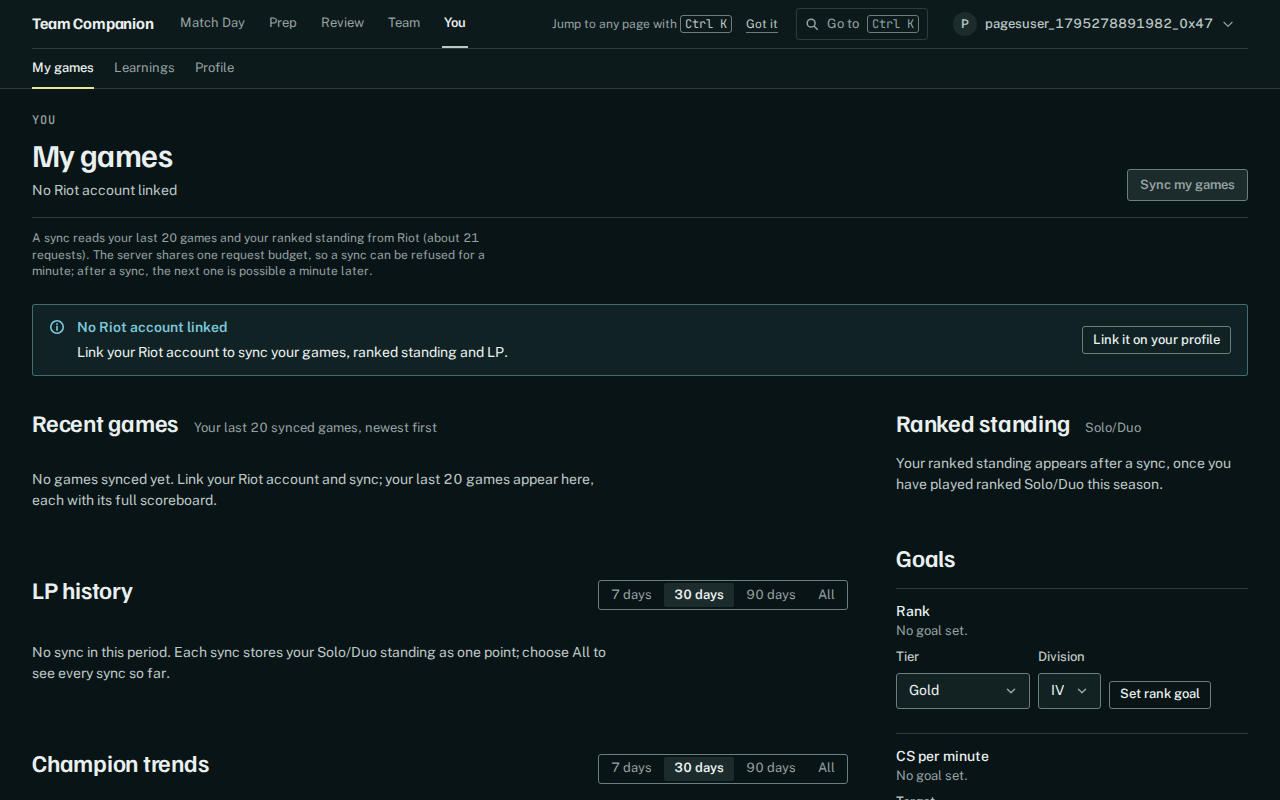 Team Companion Match Day Prep Review Team You Jump to any page with Ctrl K Got it Go to Ctrl K P pagesuser_1795278891982_0x47
My games Learnings Profile
YOU
My games
No Riot account linked
Sync my games
A sync reads your last 20 games and your ranked standing from Riot (about 21
requests). The server shares one request budget, so a sync can be refused for a
minute; after a sync, the next one is possible a minute later.
No Riot account linked
Link your Riot account to sync your games, ranked standing and LP.
Link it on your profile
Recent games Your last 20 synced games, newest first
No games synced yet. Link your Riot account and sync; your last 20 games appear here,
each with its full scoreboard.
LP history 7 days 30 days 90 days All
No sync in this period. Each sync stores your Solo/Duo standing as one point; choose All to
see every sync so far.
Champion trends 7 days 30 days 90 days All
Ranked standing Solo/Duo
Your ranked standing appears after a sync, once you
have played ranked Solo/Duo this season.
Goals
Rank
No goal set.
Tier Division
Gold IV Set rank goal
CS per minute
No goal set.